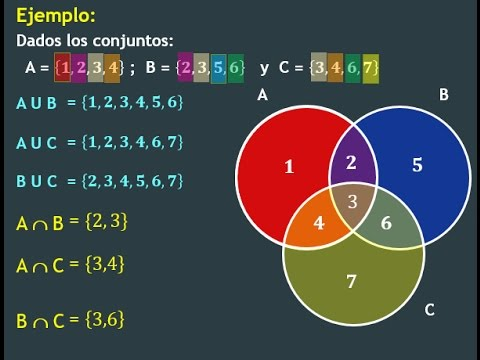 Ejemplo:
Dados los conjuntos:
A = {1, 2, 3, 4} ; B = {2, 3, 5, 6} y C = {3, 4, 6, 7}
A U B = {1, 2, 3, 4, 5, 6}
A U C = {1, 2, 3, 4, 6, 7}
B U C = {2, 3, 4, 5, 6, 7}
A ∩ B = {2, 3}
A ∩ C = {3,4}
B ∩ C = {3,6}
A
B
1
2
5
3
4
6
7
C